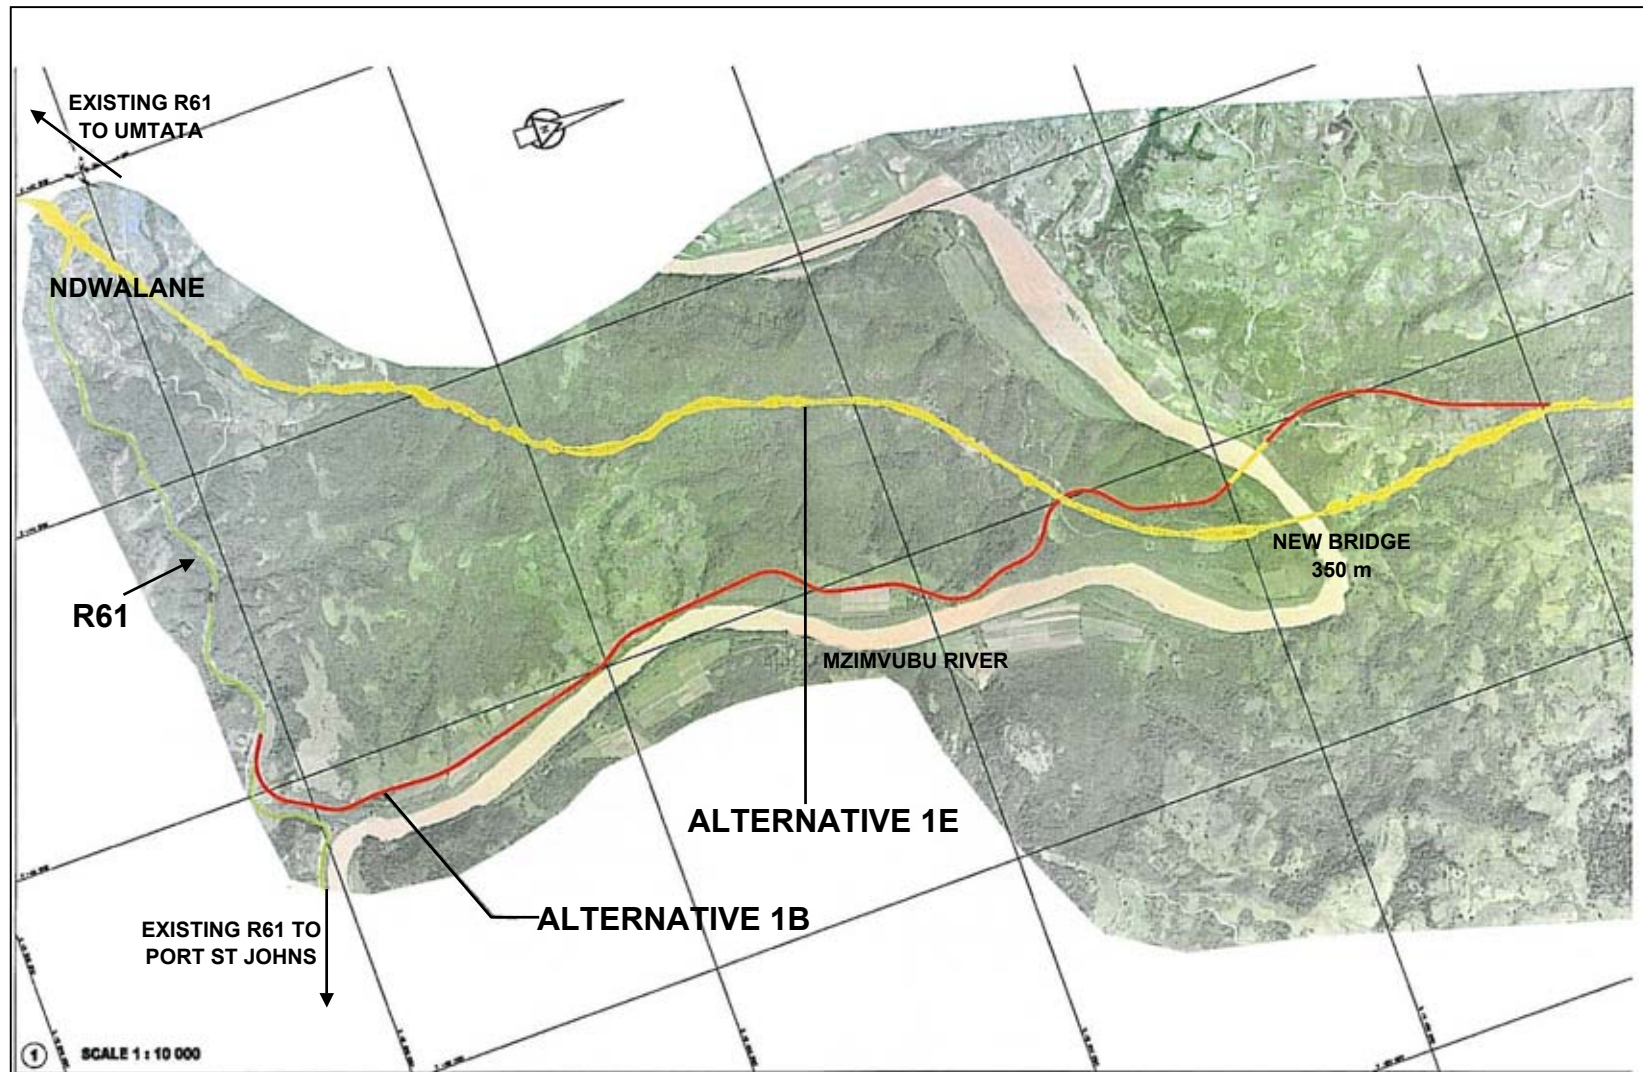 EXISTING R61
TO UMTATA
N
NDWALANE
R61
NEW BRIDGE
350 m
MZIMVUBU RIVER
ALTERNATIVE 1E
ALTERNATIVE 1B
EXISTING R61 TO
PORT ST JOHNS
1
SCALE 1 : 10 000